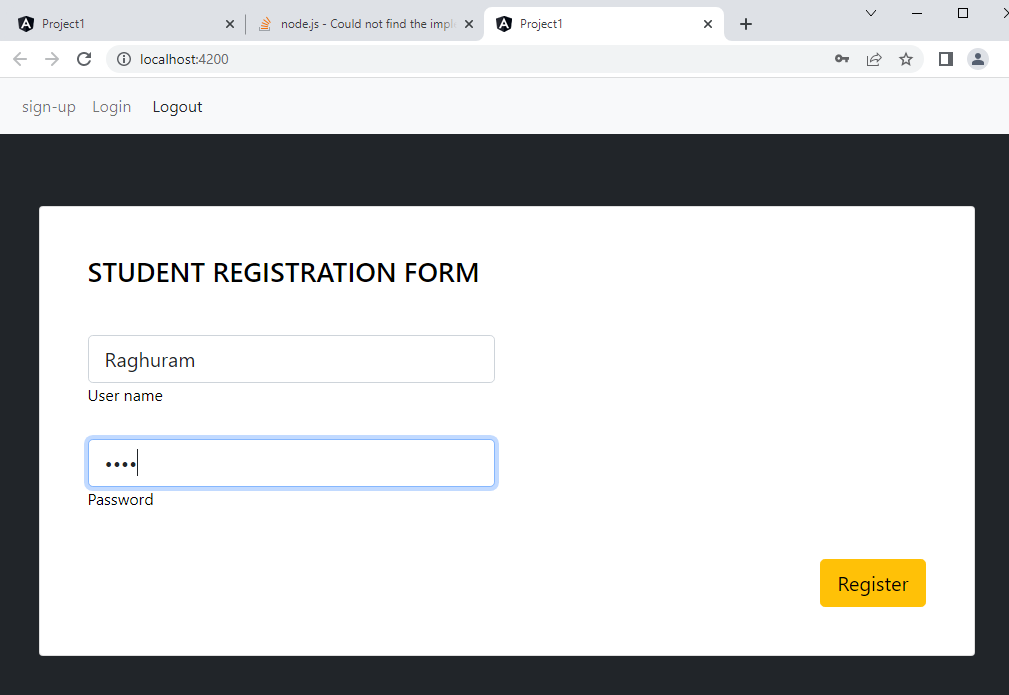 Project1
node.js - Could not find the imple
Project1
localhost:4200
sign-up Login Logout
STUDENT REGISTRATION FORM
Raghuram
User name
••••
Password
Register